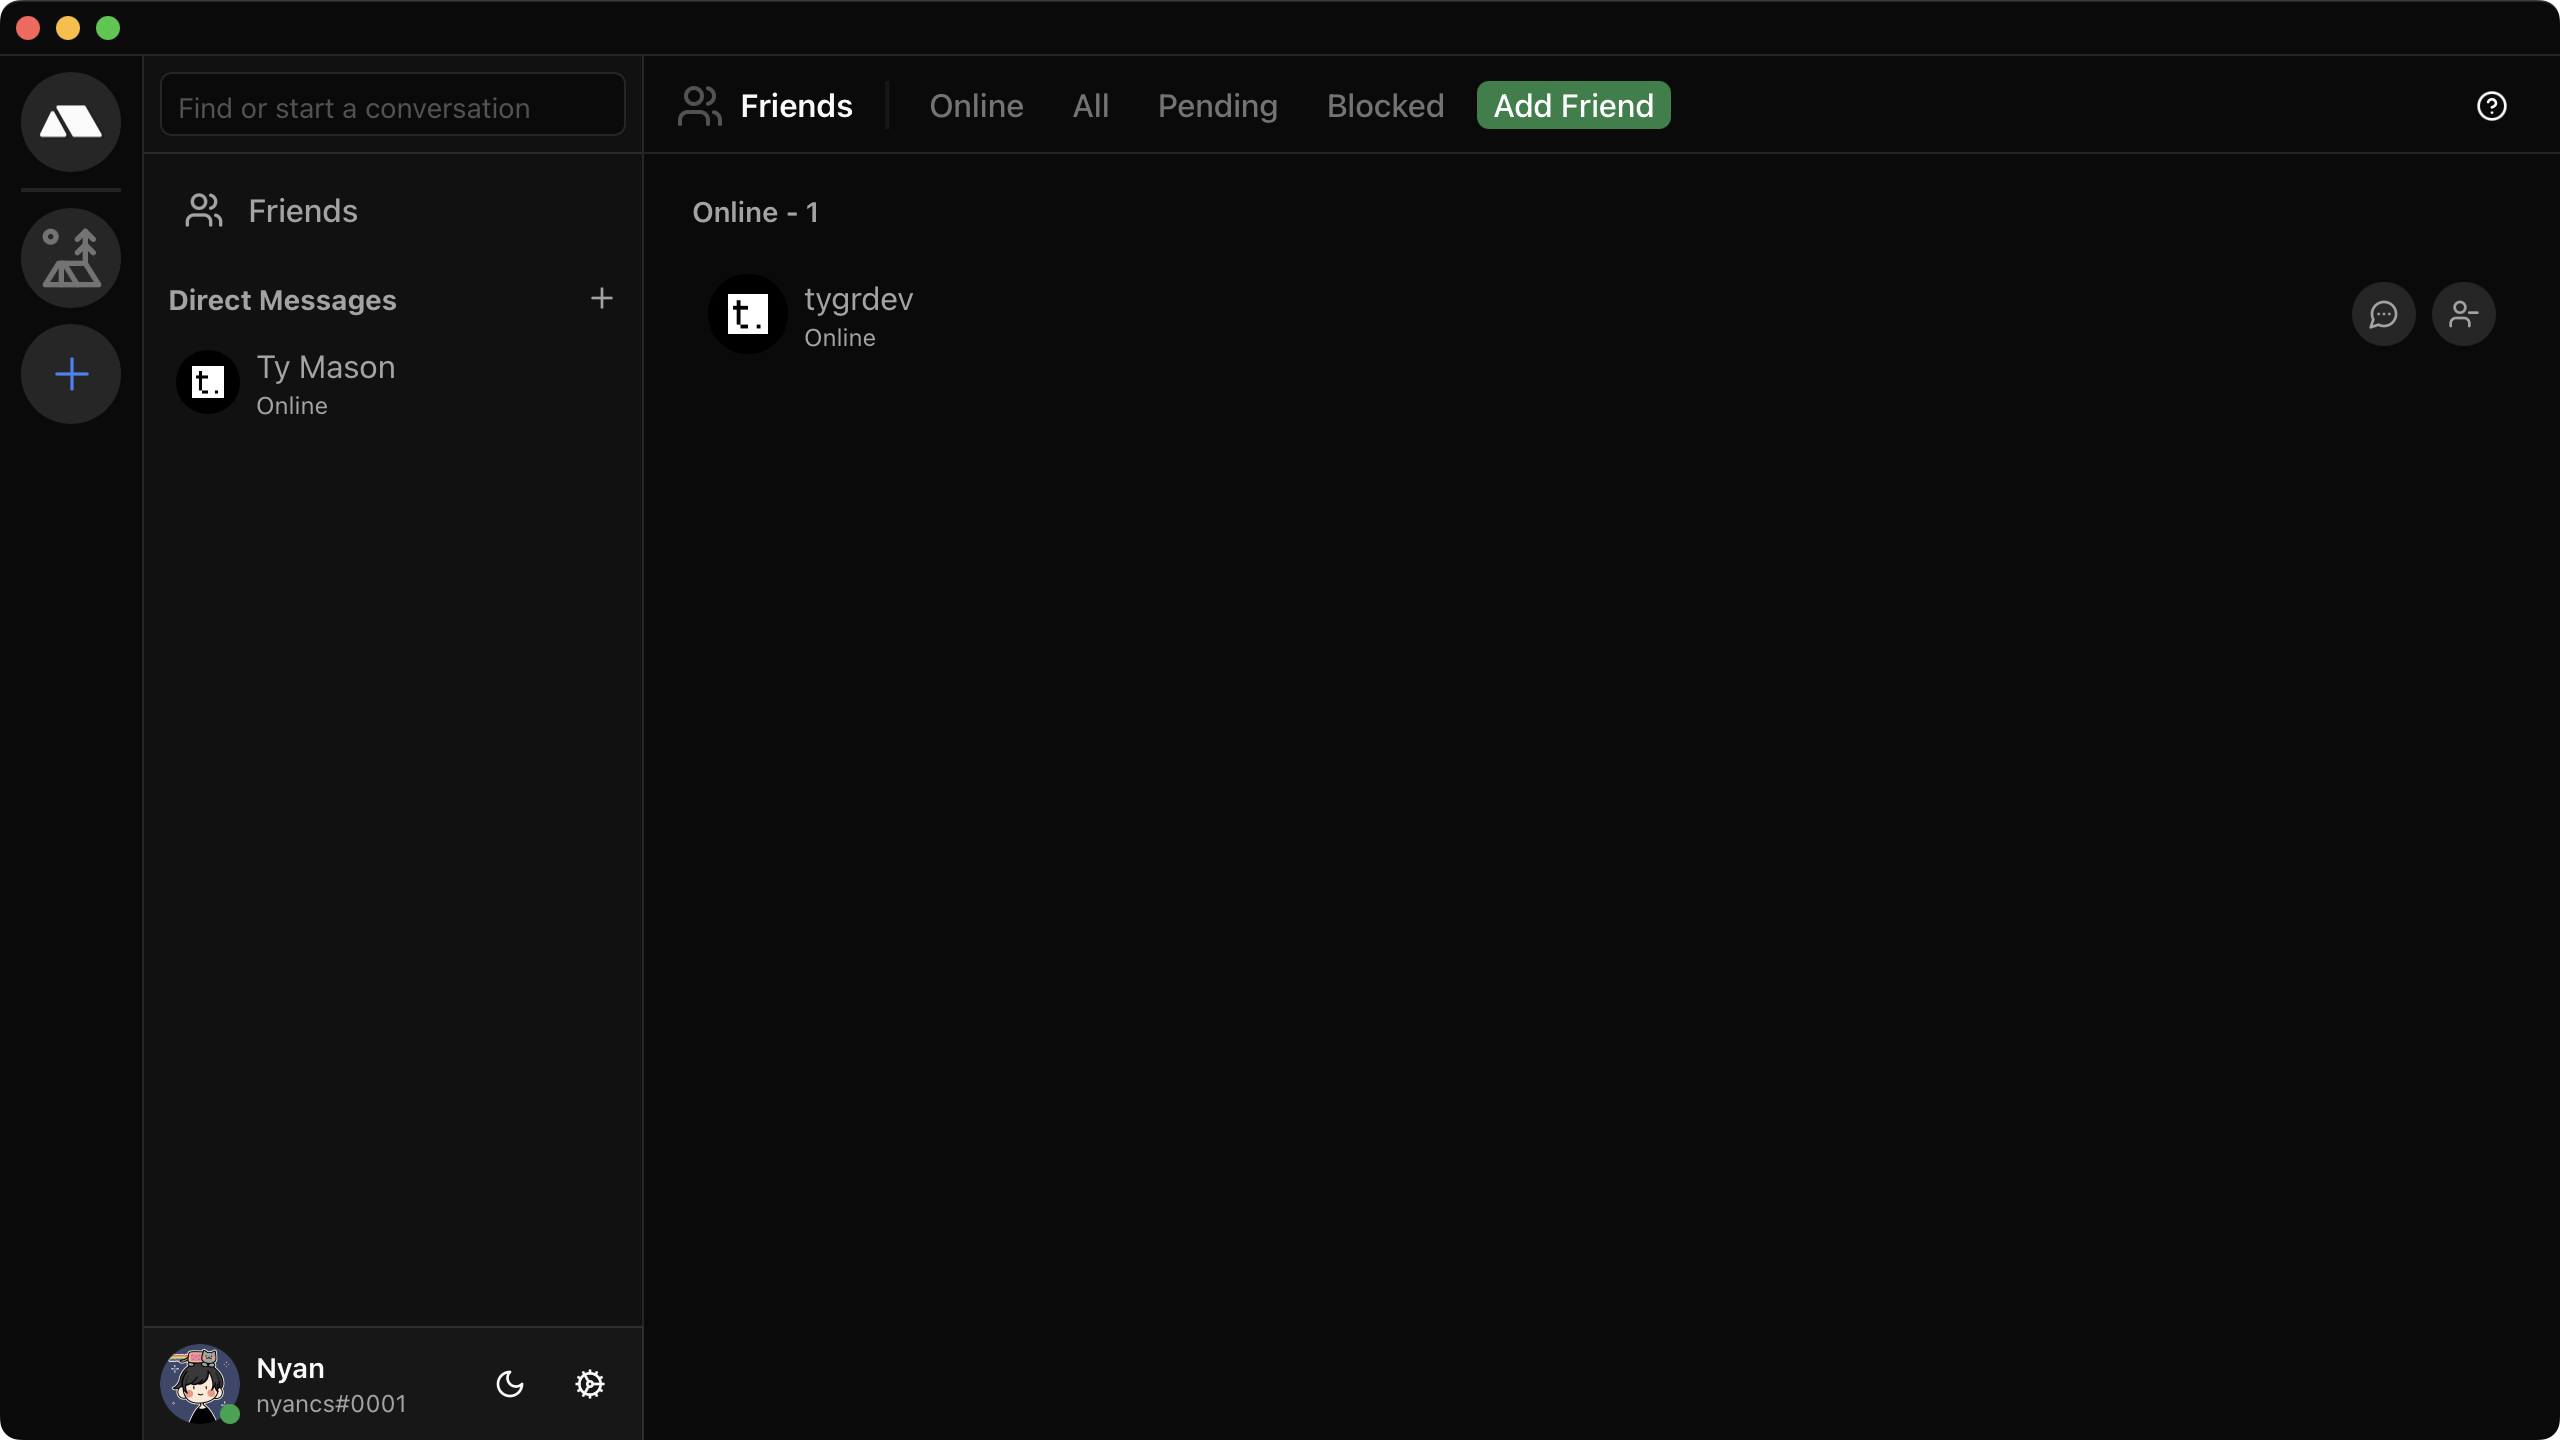 Find or start a conversation
Friends
Direct Messages
Ty Mason
Online
Nyan
nyancs#0001
Friends
Online
All
Pending
Blocked
Add Friend
Online - 1
t.
tygrdev
Online